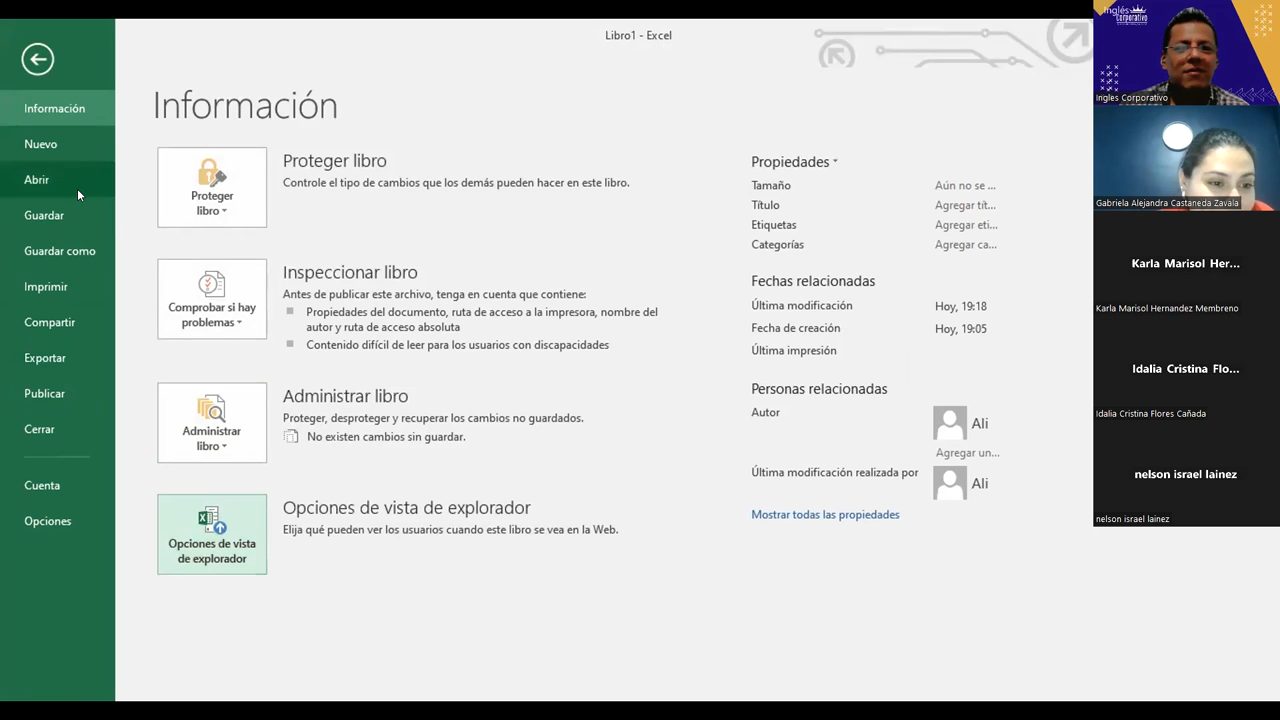 Libro1 - Excel
Información
Nuevo
Abrir
Guardar
Guardar como
Imprimir
Compartir
Exportar
Publicar
Cerrar
Cuenta
Opciones
Información
Proteger
libro
Proteger libro
Controle el tipo de cambios que los demás pueden hacer en este libro.
Comprobar si hay
problemas
Inspeccionar libro
Antes de publicar este archivo, tenga en cuenta que contiene:
Propiedades del documento, ruta de acceso a la impresora, nombre del
autor y ruta de acceso absoluta
Contenido difícil de leer para los usuarios con discapacidades
Administrar
libro
Administrar libro
Proteger, desproteger y recuperar los cambios no guardados.
No existen cambios sin guardar.
Opciones de vista
de explorador
Opciones de vista de explorador
Elija qué pueden ver los usuarios cuando este libro se vea en la Web.
Propiedades
Tamaño Aún no se ...
Título Agregar tít...
Etiquetas Agregar eti...
Categorías Agregar ca...
Fechas relacionadas
Última modificación Hoy, 19:18
Fecha de creación Hoy, 19:05
Última impresión
Personas relacionadas
Autor
Ali
Agregar un...
Última modificación realizada por
Ali
Mostrar todas las propiedades
Inglés
Corporativo
Ingles Corporativo
Gabriela Alejandra Castaneda Zavala
Karla Marisol Her...
Karla Marisol Hernandez Membreno
Idalia Cristina Flo...
Idalia Cristina Flores Cañada
nelson israel lainez
nelson israel lainez